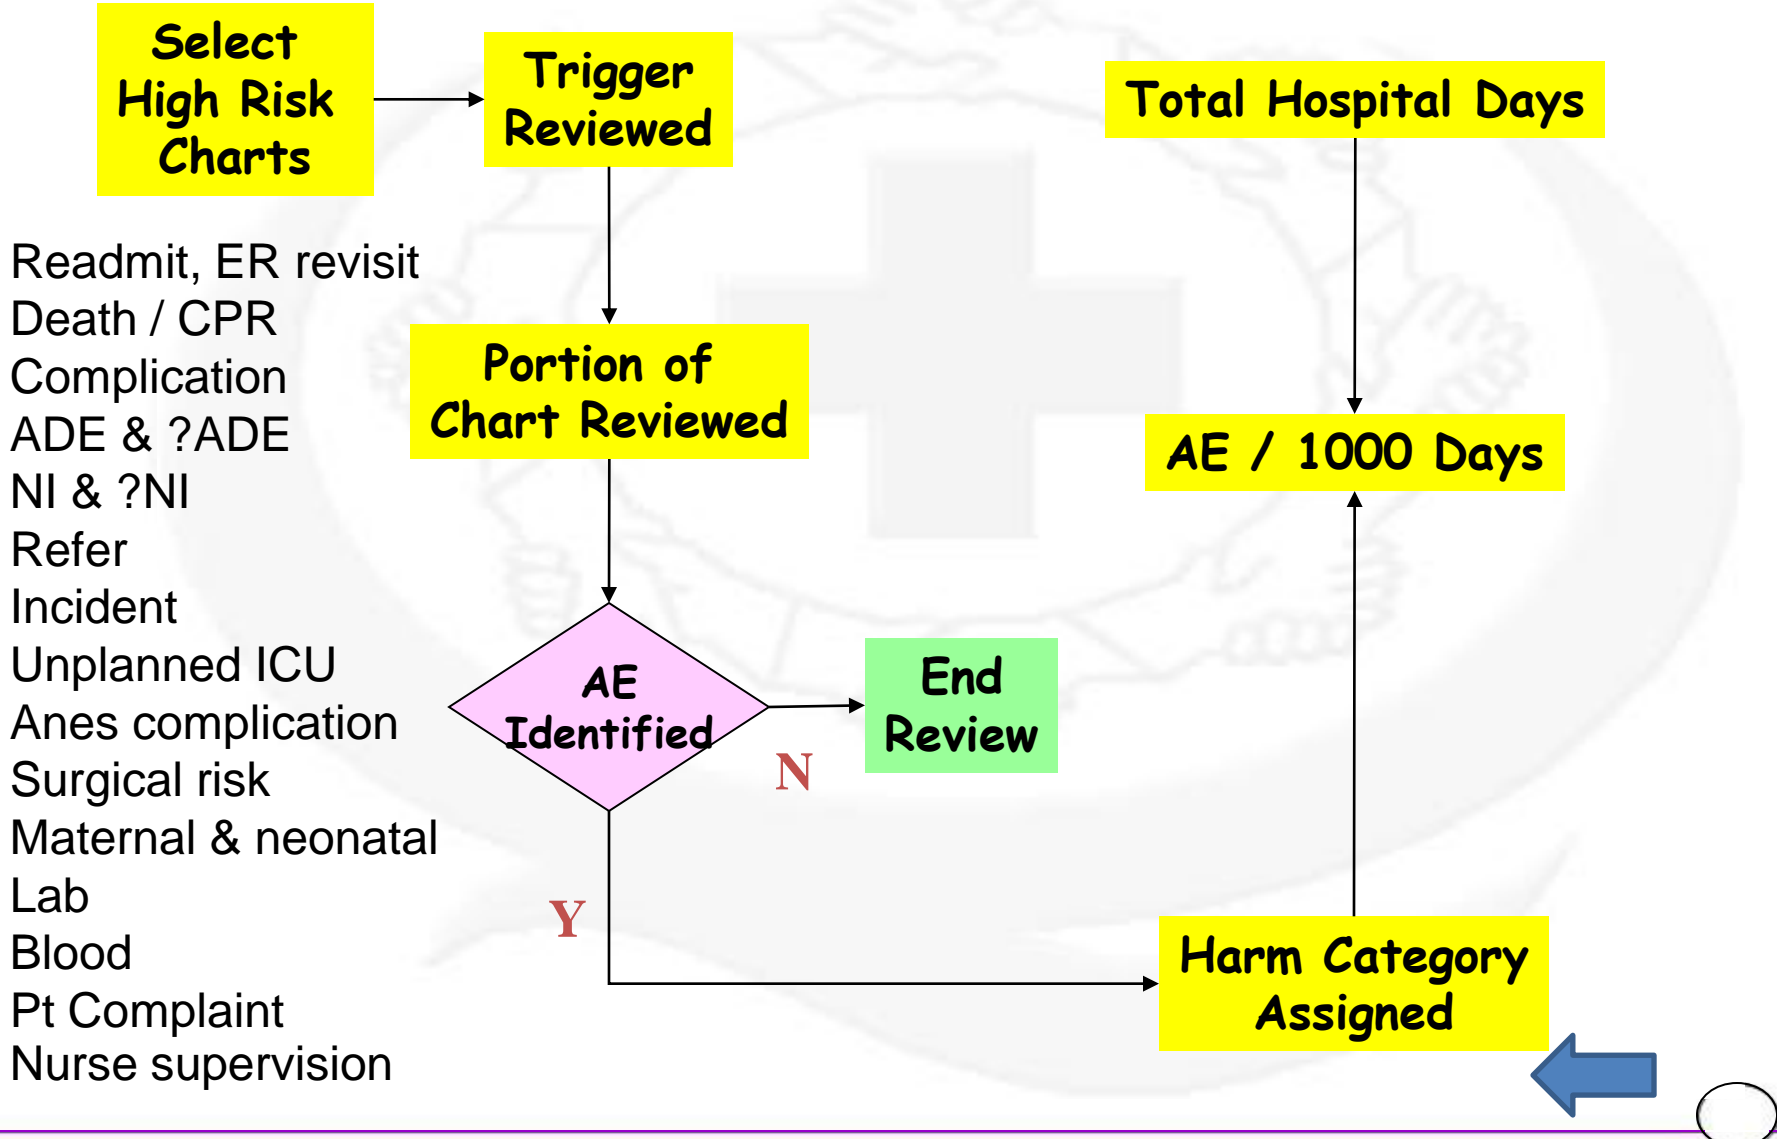 Select
High Risk
Charts
Trigger
Reviewed
Total Hospital Days
Readmit, ER revisit
Death / CPR
Complication
ADE & ?ADE
NI & ?NI
Refer
Incident
Unplanned ICU
Anes complication
Surgical risk
Maternal & neonatal
Lab
Blood
Pt Complaint
Nurse supervision
Portion of
Chart Reviewed
AE / 1000 Days
AE
Identified
N
End
Review
Y
Harm Category
Assigned